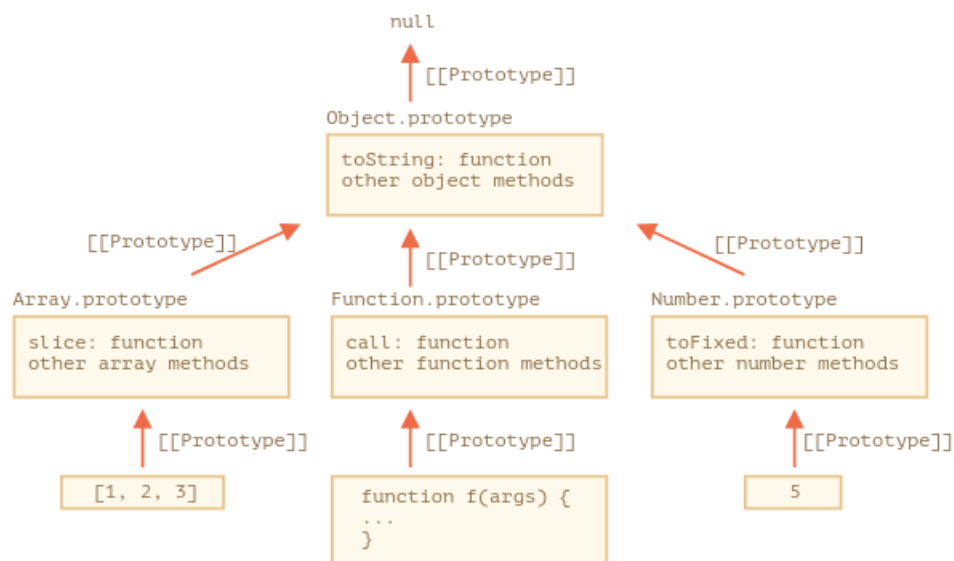 null
[[Prototype]]
Object.prototype
toString: function
other object methods
[[Prototype]]
[[Prototype]]
[[Prototype]]
Array.prototype
Function.prototype
Number.prototype
slice: function
other array methods
call: function
other function methods
toFixed: function
other number methods
[[Prototype]]
[[Prototype]]
[[Prototype]]
[1, 2, 3]
function f(args) {
...
}
5